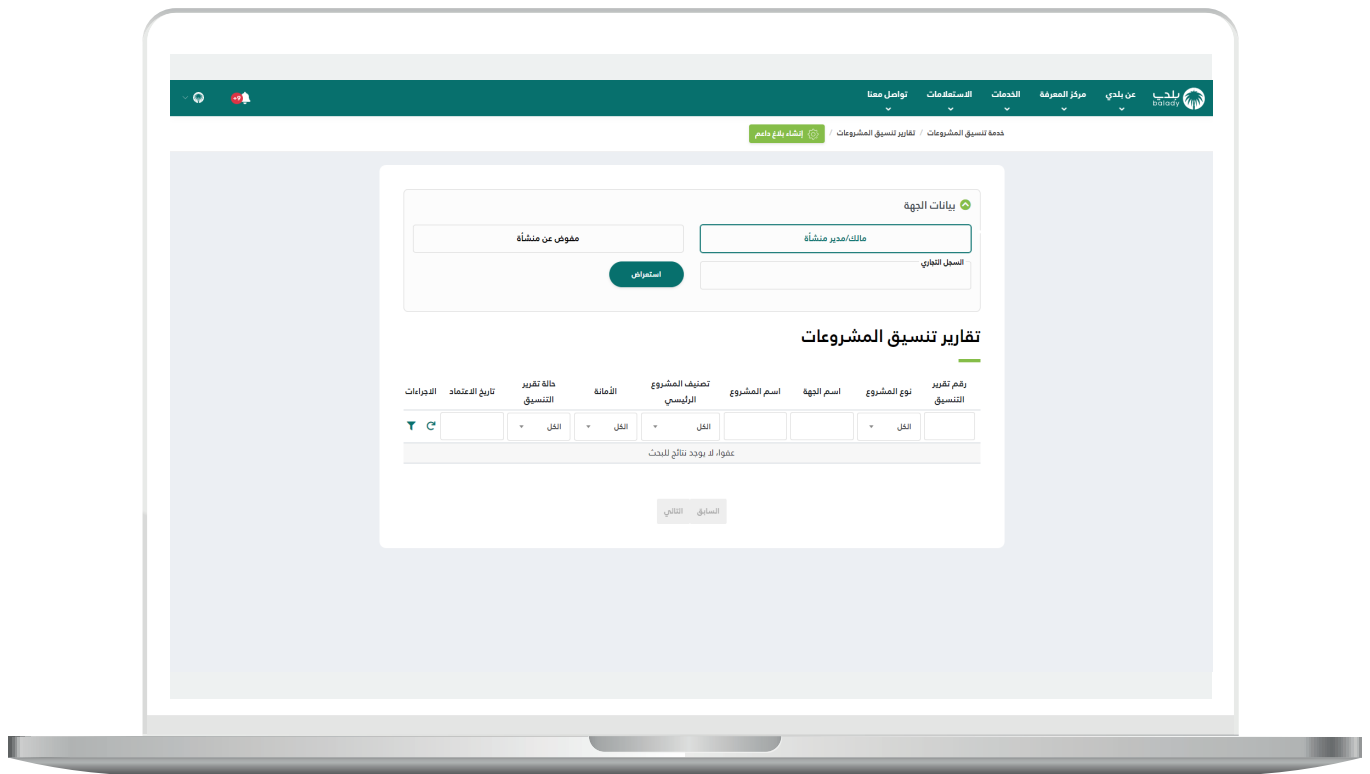 بلدي
balady
عن بلدي
مركز المعرفة
الخدمات
الاستعلامات
تواصل معنا
+9
خدمة تنسيق المشروعات / تقارير تنسيق المشروعات / إنشاء بلاغ داعم
بيانات الجهة
مالك/مدير منشأة
مفوض عن منشأة
السجل التجاري
استعراض
تقارير تنسيق المشروعات
رقم تقرير التنسيق
نوع المشروع
اسم الجهة
اسم المشروع
تصنيف المشروع الرئيسي
الأمانة
حالة تقرير التنسيق
تاريخ الاعتماد
الاجراءات
الكل
الكل
الكل
الكل
عفوا، لا يوجد نتائج للبحث
السابق
التالي